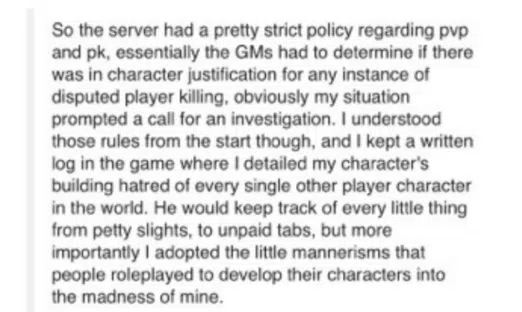 So the server had a pretty strict policy regarding pvp
and pk, essentially the GMs had to determine if there
was in character justification for any instance of
disputed player killing, obviously my situation
prompted a call for an investigation. I understood
those rules from the start though, and I kept a written
log in the game where I detailed my character's
building hatred of every single other player character
in the world. He would keep track of every little thing
from petty slights, to unpaid tabs, but more
importantly I adopted the little mannerisms that
people roleplayed to develop their characters into
the madness of mine.